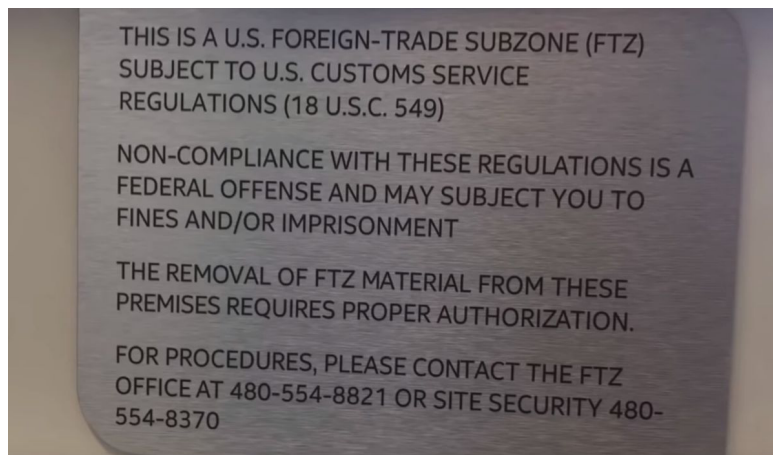 THIS IS A U.S. FOREIGN-TRADE SUBZONE (FTZ)
SUBJECT TO U.S. CUSTOMS SERVICE
REGULATIONS (18 U.S.C. 549)
NON-COMPLIANCE WITH THESE REGULATIONS IS A
FEDERAL OFFENSE AND MAY SUBJECT YOU TO
FINES AND/OR IMPRISONMENT
THE REMOVAL OF FTZ MATERIAL FROM THESE
PREMISES REQUIRES PROPER AUTHORIZATION.
FOR PROCEDURES, PLEASE CONTACT THE FTZ
OFFICE AT 480-554-8821 OR SITE SECURITY 480-
554-8370